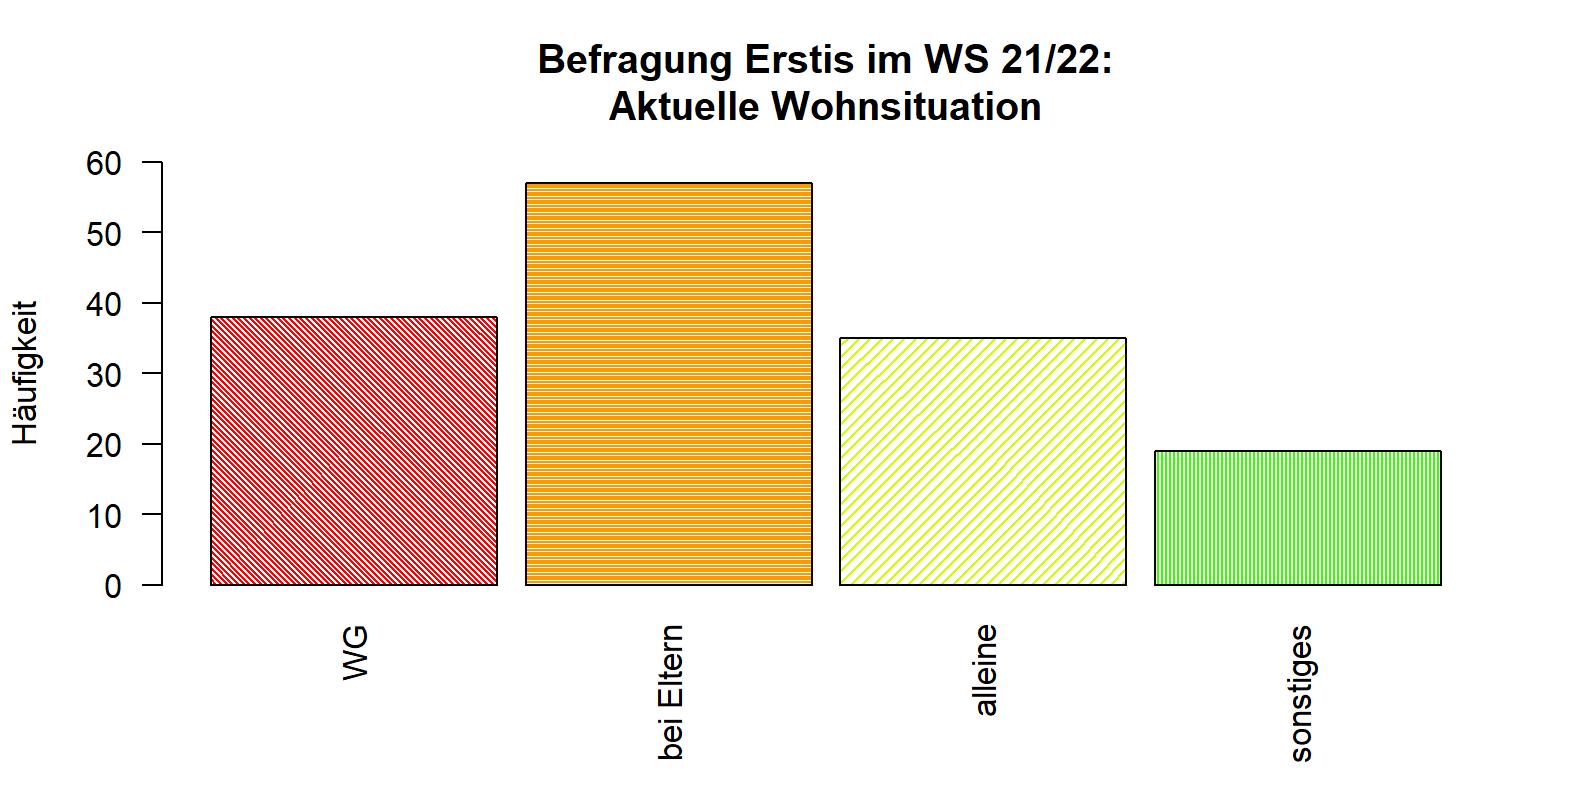 Befragung Erstis im WS 21/22:
Aktuelle Wohnsituation
Häufigkeit
60
50
40
30
20
10
0
WG
bei Eltern
alleine
sonstiges